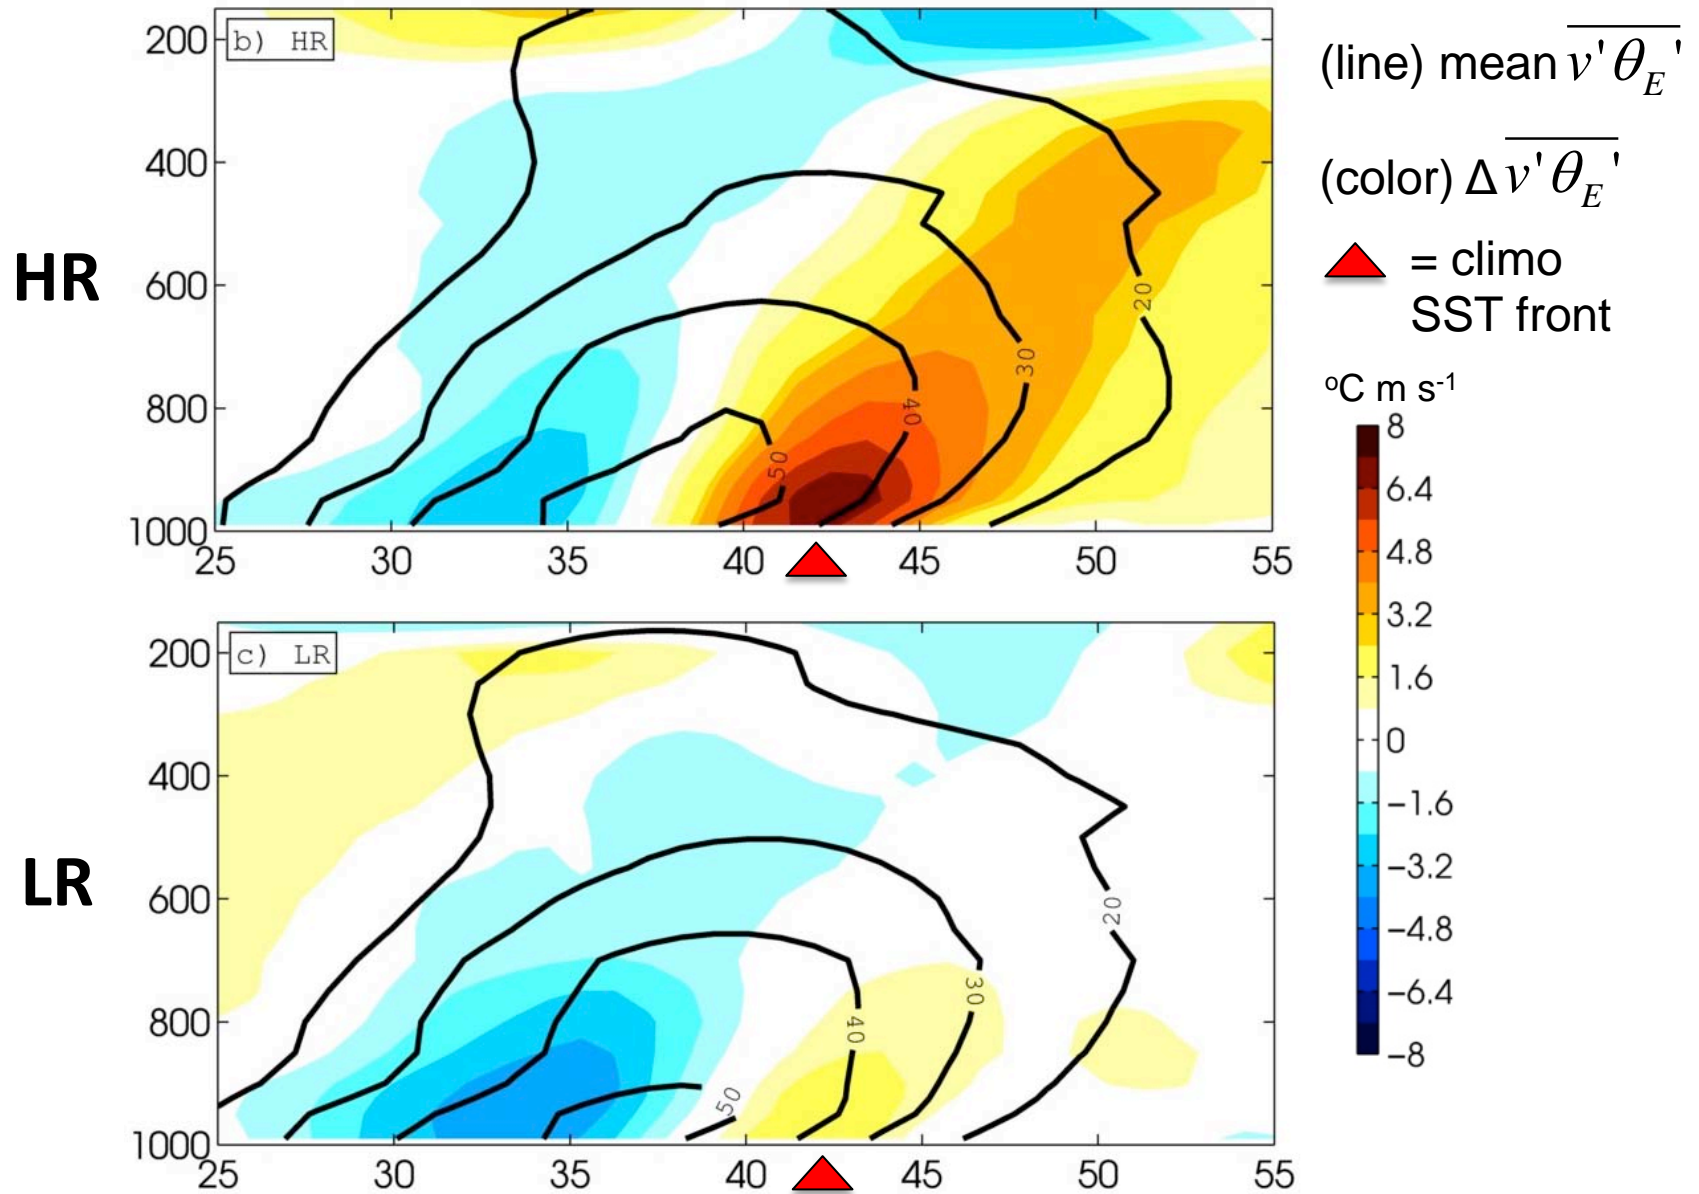 b) HR
200
400
600
800
1000
25 30 35 40 45 50 55
50
40
30
20
HR
(line) mean v'θ_E'
(color) Δ v'θ_E'
= climo
SST front
°C m s⁻¹
8
6.4
4.8
3.2
1.6
0
−1.6
−3.2
−4.8
−6.4
−8
c) LR
200
400
600
800
1000
25 30 35 40 45 50 55
50
40
30
20
LR